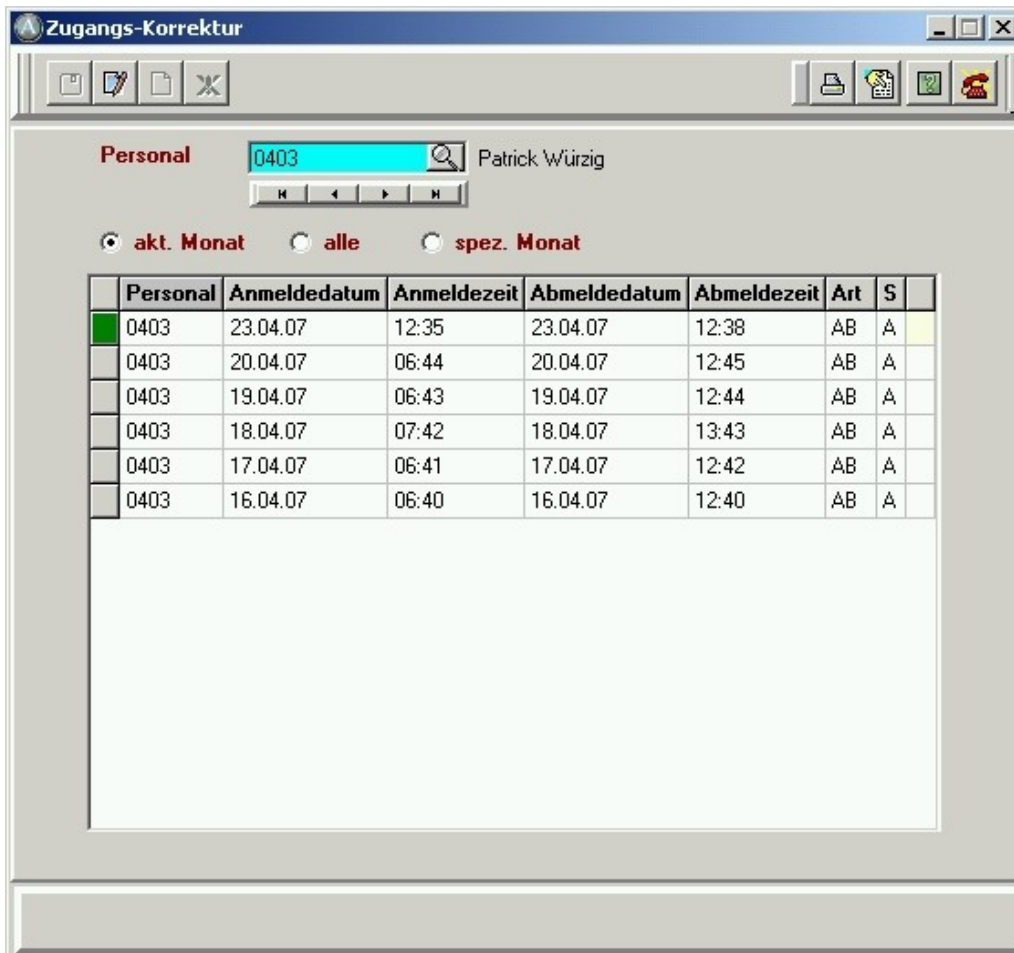 Zugangs-Korrektur
Personal 0403 Patrick Würzig
akt. Monat alle spez. Monat
Personal Anmeldedatum Anmeldezeit Abmeldedatum Abmeldezeit Art S
0403 23.04.07 12:35 23.04.07 12:38 AB A
0403 20.04.07 06:44 20.04.07 12:45 AB A
0403 19.04.07 06:43 19.04.07 12:44 AB A
0403 18.04.07 07:42 18.04.07 13:43 AB A
0403 17.04.07 06:41 17.04.07 12:42 AB A
0403 16.04.07 06:40 16.04.07 12:40 AB A